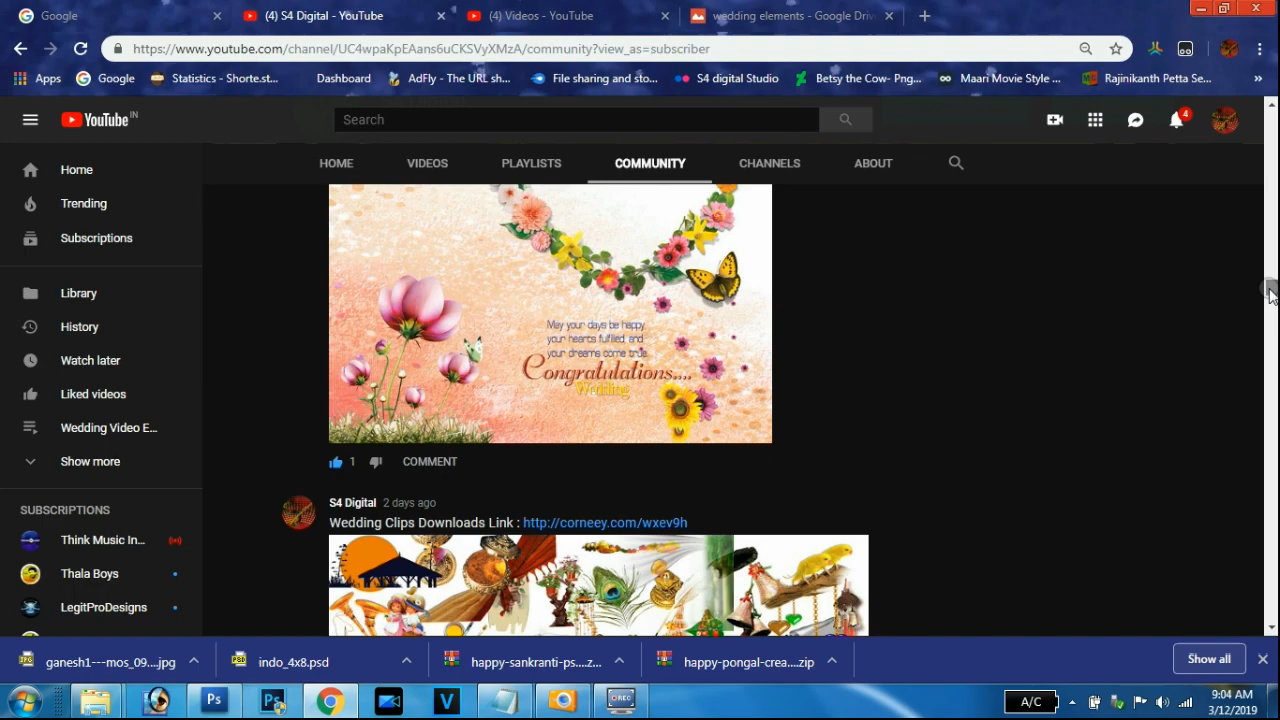 Google
(4) S4 Digital - YouTube
(4) Videos - YouTube
wedding elements - Google Driv
https://www.youtube.com/channel/UC4wpaKpEAans6uCKSVyXMzA/community?view_as=subscriber
Apps
Google
Statistics - Shorte.st...
Dashboard
AdFly - The URL sh...
File sharing and sto...
S4 digital Studio
Betsy the Cow- Png...
Maari Movie Style ...
Rajinikanth Petta Se...
YouTube IN
Search
4
HOME
VIDEOS
PLAYLISTS
COMMUNITY
CHANNELS
ABOUT
Home
Trending
Subscriptions
Library
History
Watch later
Liked videos
Wedding Video E...
Show more
SUBSCRIPTIONS
Think Music In...
Thala Boys
LegitProDesigns
May your days be happy,
your hearts fulfilled, and
your dreams come true.
Congratulations....
Wedding
1
COMMENT
S4 Digital 2 days ago
Wedding Clips Downloads Link : http://corneey.com/wxev9h
ganesh1---mos_09....jpg
indo_4x8.psd
happy-sankranti-ps....z...
happy-pongal-crea....zip
Show all
Ps
Ps
V
REC
A/C
9:04 AM
3/12/2019